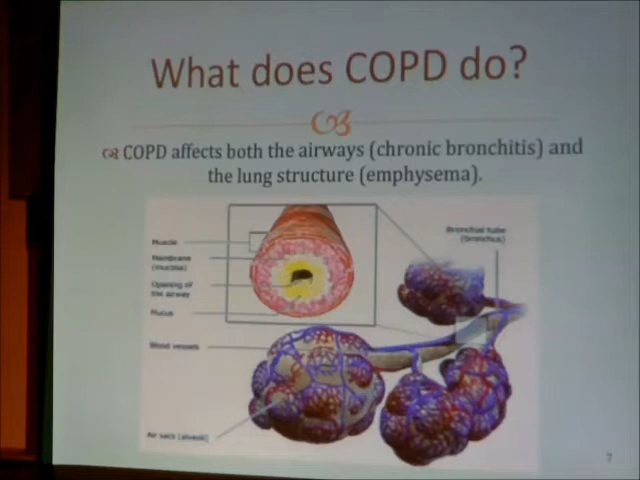 What does COPD do?
COPD affects both the airways (chronic bronchitis) and
the lung structure (emphysema).
Bronchial tube
(bronchus)
Muscle
Membrane
(mucosa)
Opening of
the airway
Mucus
Blood vessels
Air sacs (alveoli)
7